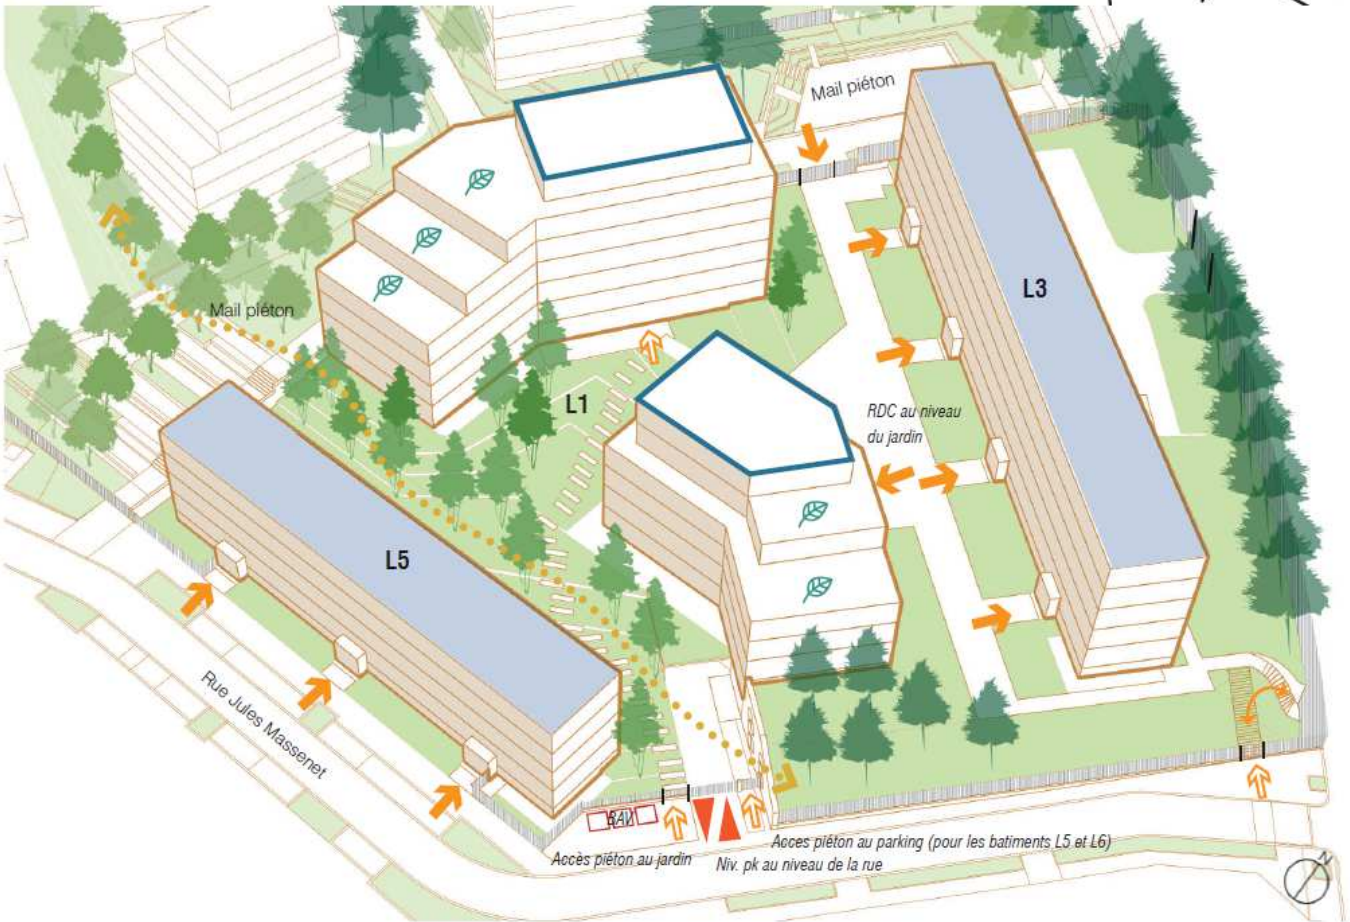 Mail piéton
L3
Mail piéton
L1
RDC au niveau
du jardin
L5
Rue Jules Massenet
BAV
Acces piéton au parking (pour les batiments L5 et L6)
Accès piéton au jardin
Niv. pk au niveau de la rue
N